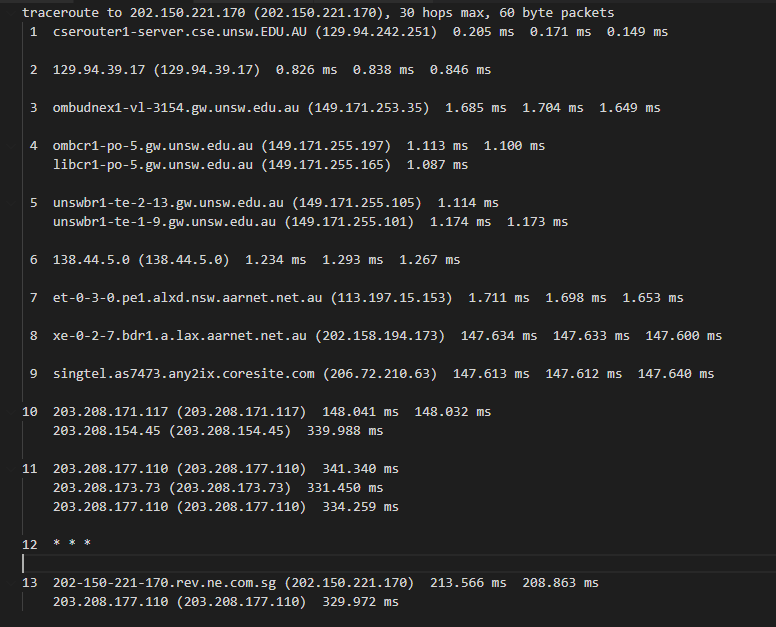 traceroute to 202.150.221.170 (202.150.221.170), 30 hops max, 60 byte packets
1 cserouter1-server.cse.unsw.EDU.AU (129.94.242.251) 0.205 ms 0.171 ms 0.149 ms
2 129.94.39.17 (129.94.39.17) 0.826 ms 0.838 ms 0.846 ms
3 ombudnex1-vl-3154.gw.unsw.edu.au (149.171.253.35) 1.685 ms 1.704 ms 1.649 ms
4 ombcr1-po-5.gw.unsw.edu.au (149.171.255.197) 1.113 ms 1.100 ms
libcr1-po-5.gw.unsw.edu.au (149.171.255.165) 1.087 ms
5 unswbr1-te-2-13.gw.unsw.edu.au (149.171.255.105) 1.114 ms
unswbr1-te-1-9.gw.unsw.edu.au (149.171.255.101) 1.174 ms 1.173 ms
6 138.44.5.0 (138.44.5.0) 1.234 ms 1.293 ms 1.267 ms
7 et-0-3-0.pe1.alxd.nsw.aarnet.net.au (113.197.15.153) 1.711 ms 1.698 ms 1.653 ms
8 xe-0-2-7.bdr1.a.lax.aarnet.net.au (202.158.194.173) 147.634 ms 147.633 ms 147.600 ms
9 singtel.as7473.any2ix.coresite.com (206.72.210.63) 147.613 ms 147.612 ms 147.640 ms
10 203.208.171.117 (203.208.171.117) 148.041 ms 148.032 ms
203.208.154.45 (203.208.154.45) 339.988 ms
11 203.208.177.110 (203.208.177.110) 341.340 ms
203.208.173.73 (203.208.173.73) 331.450 ms
203.208.177.110 (203.208.177.110) 334.259 ms
12 * * *
13 202-150-221-170.rev.ne.com.sg (202.150.221.170) 213.566 ms 208.863 ms
203.208.177.110 (203.208.177.110) 329.972 ms